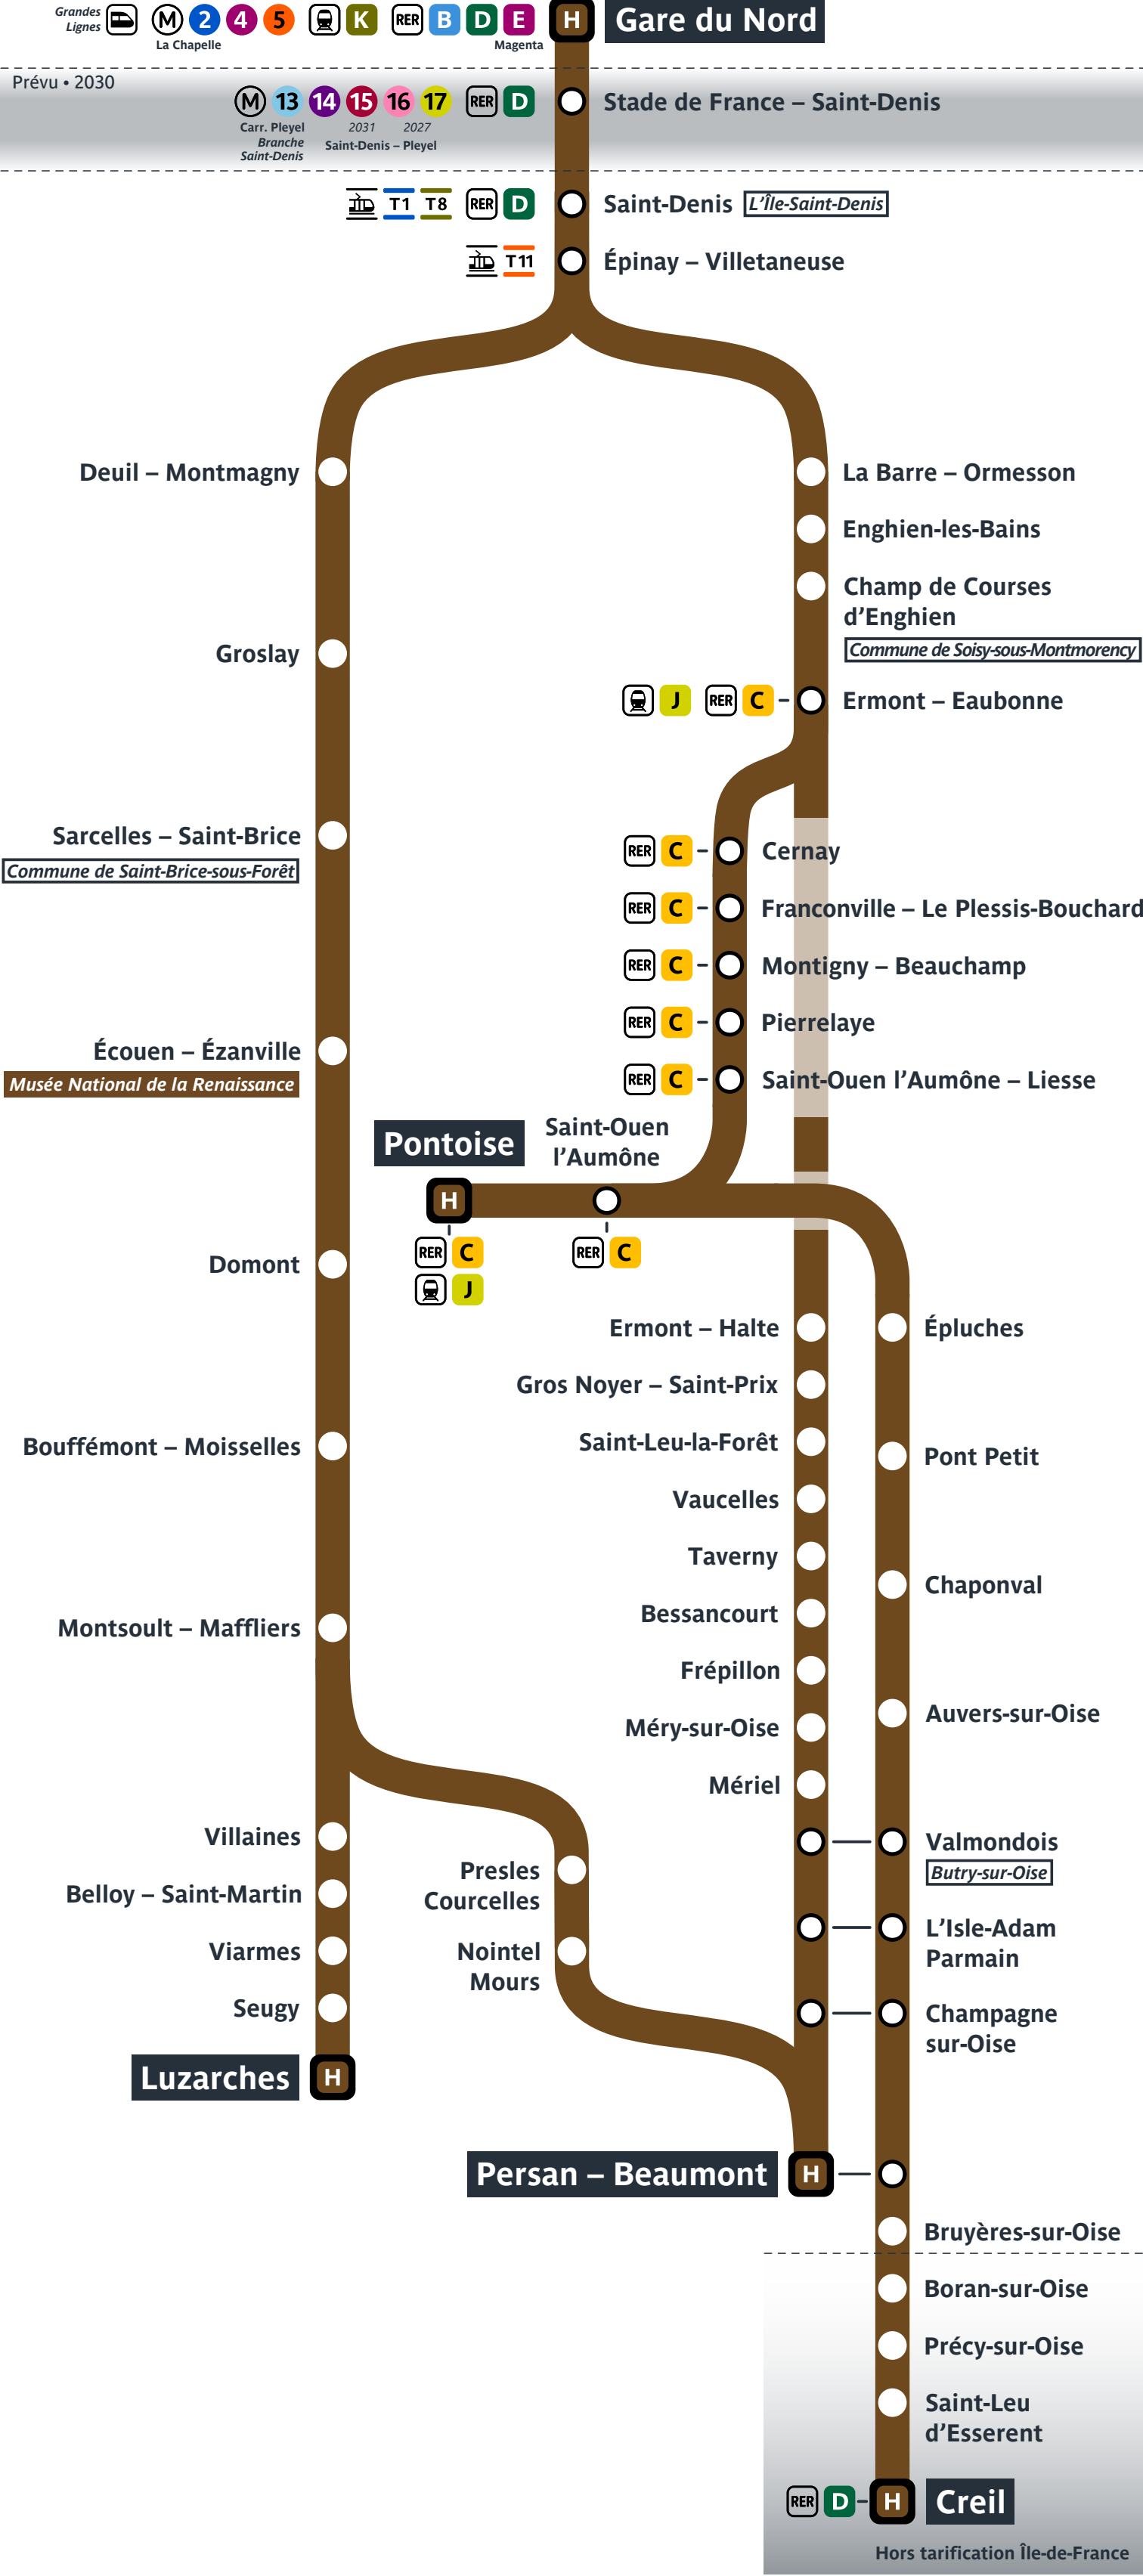 Grandes
Lignes
M 2 4 5 K RER B D E H Gare du Nord
La Chapelle
Magenta
Prévu • 2030
M 13 14 15 16 17 RER D Stade de France – Saint-Denis
Carr. Pleyel
Branche
Saint-Denis
2031 2027
Saint-Denis – Pleyel
T1 T8 RER D Saint-Denis L’Île-Saint-Denis
T11 Épinay – Villetaneuse
Deuil – Montmagny
Groslay
Sarcelles – Saint-Brice
Commune de Saint-Brice-sous-Forêt
Écouen – Ézanville
Musée National de la Renaissance
Domont
Bouffémont – Moisselles
Montsoult – Maffliers
Villaines
Belloy – Saint-Martin
Viarmes
Seugy
Luzarches H
Presles
Courcelles
Nointel
Mours
La Barre – Ormesson
Enghien-les-Bains
Champ de Courses
d’Enghien
Commune de Soisy-sous-Montmorency
J RER C Ermont – Eaubonne
RER C Cernay
RER C Franconville – Le Plessis-Bouchard
RER C Montigny – Beauchamp
RER C Pierrelaye
RER C Saint-Ouen l’Aumône – Liesse
Saint-Ouen
l’Aumône
RER C
Pontoise
H
RER C
J
Ermont – Halte
Gros Noyer – Saint-Prix
Saint-Leu-la-Forêt
Vaucelles
Taverny
Bessancourt
Frépillon
Méry-sur-Oise
Mériel
Épluches
Pont Petit
Chaponval
Auvers-sur-Oise
Valmondois
Butry-sur-Oise
L’Isle-Adam
Parmain
Champagne
sur-Oise
Persan – Beaumont H
Bruyères-sur-Oise
Boran-sur-Oise
Précy-sur-Oise
Saint-Leu
d’Esserent
RER D H Creil
Hors tarification Île-de-France